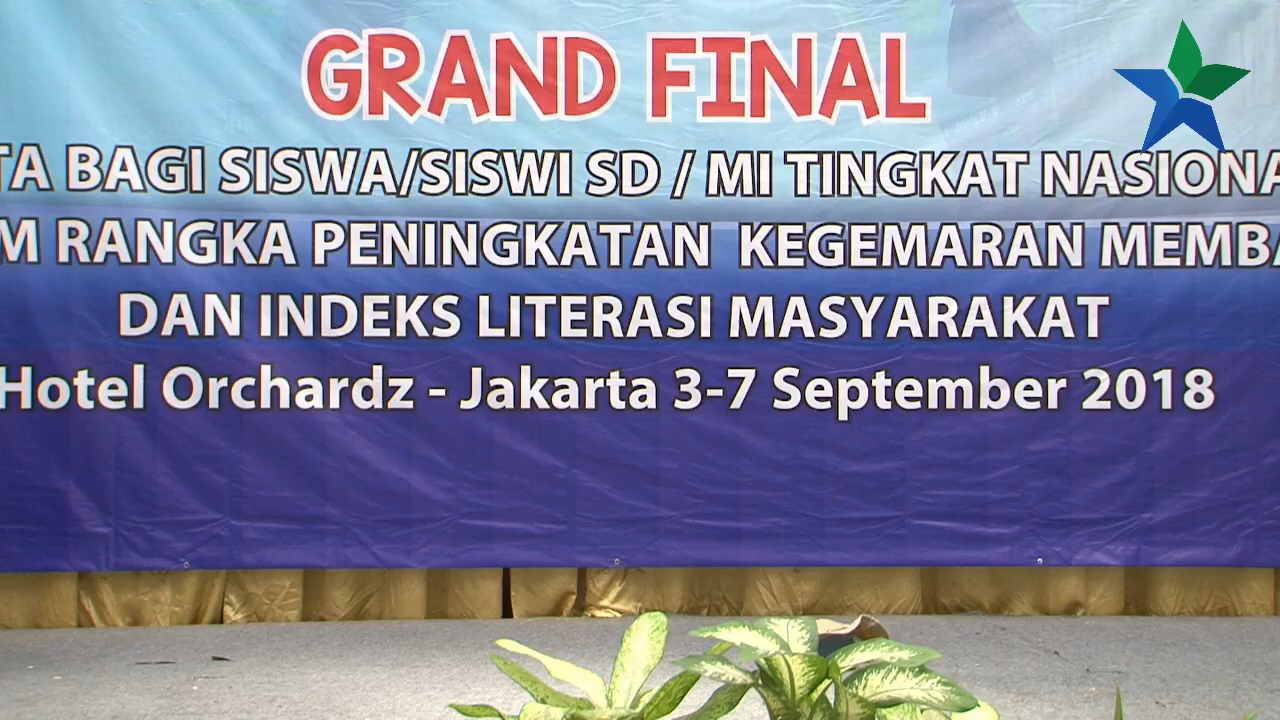 GRAND FINAL
TA BAGI SISWA/SISWI SD / MI TINGKAT NASIONA
M RANGKA PENINGKATAN KEGEMARAN MEMBA
DAN INDEKS LITERASI MASYARAKAT
Hotel Orchardz - Jakarta 3-7 September 2018